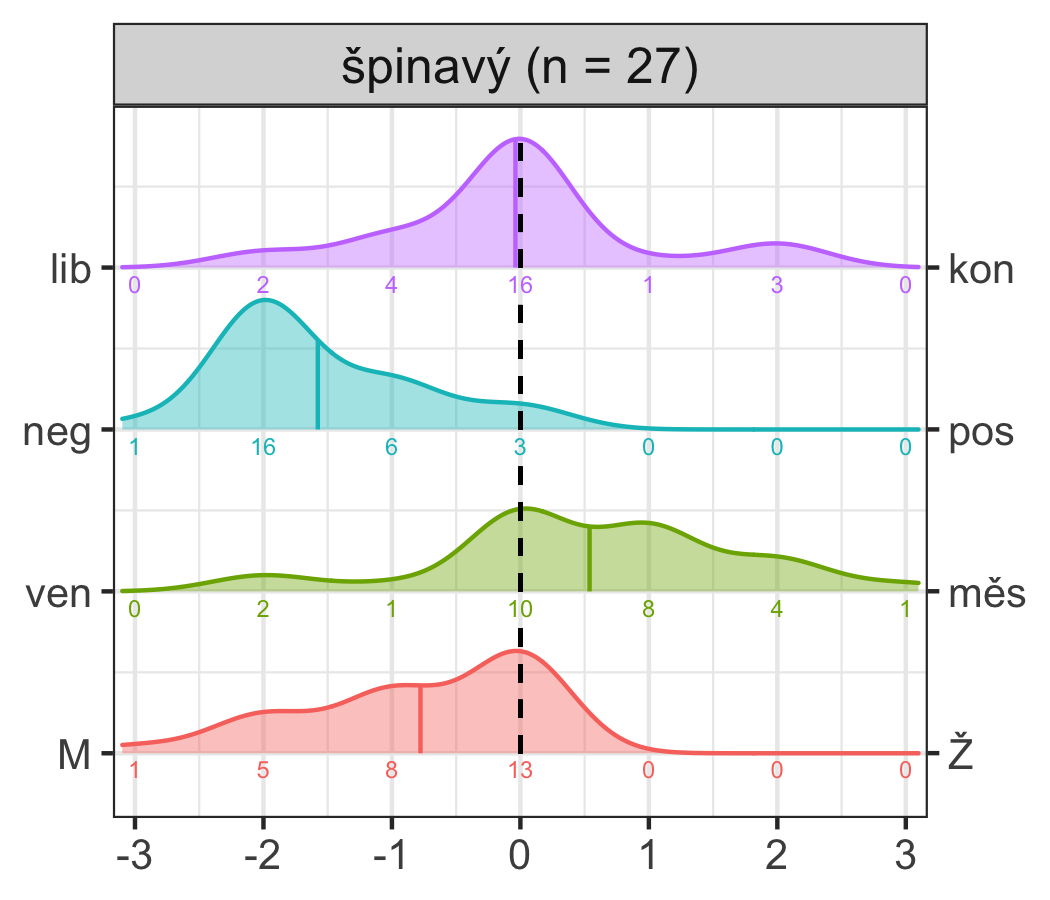 špinavý (n = 27)
lib kon
0 2 4 16 1 3 0
neg pos
1 16 6 3 0 0 0
ven měs
0 2 1 10 8 4 1
M Ž
1 5 8 13 0 0 0
-3 -2 -1 0 1 2 3